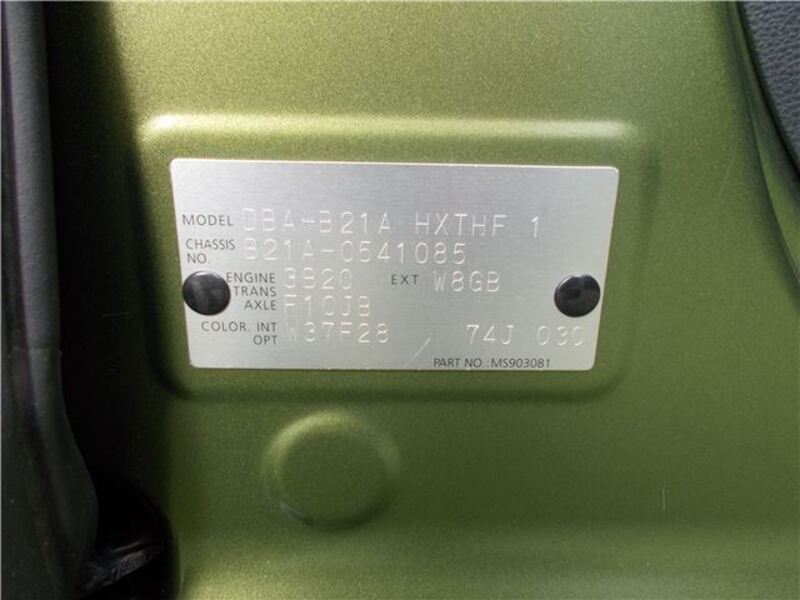 MODEL DBA-B21A HXTHF 1
CHASSIS NO. B21A-0541085
ENGINE 3B20 EXT W8GB
TRANS AXLE F10JB
COLOR. INT OPT W37F28 74J 030
PART NO.:MS903081